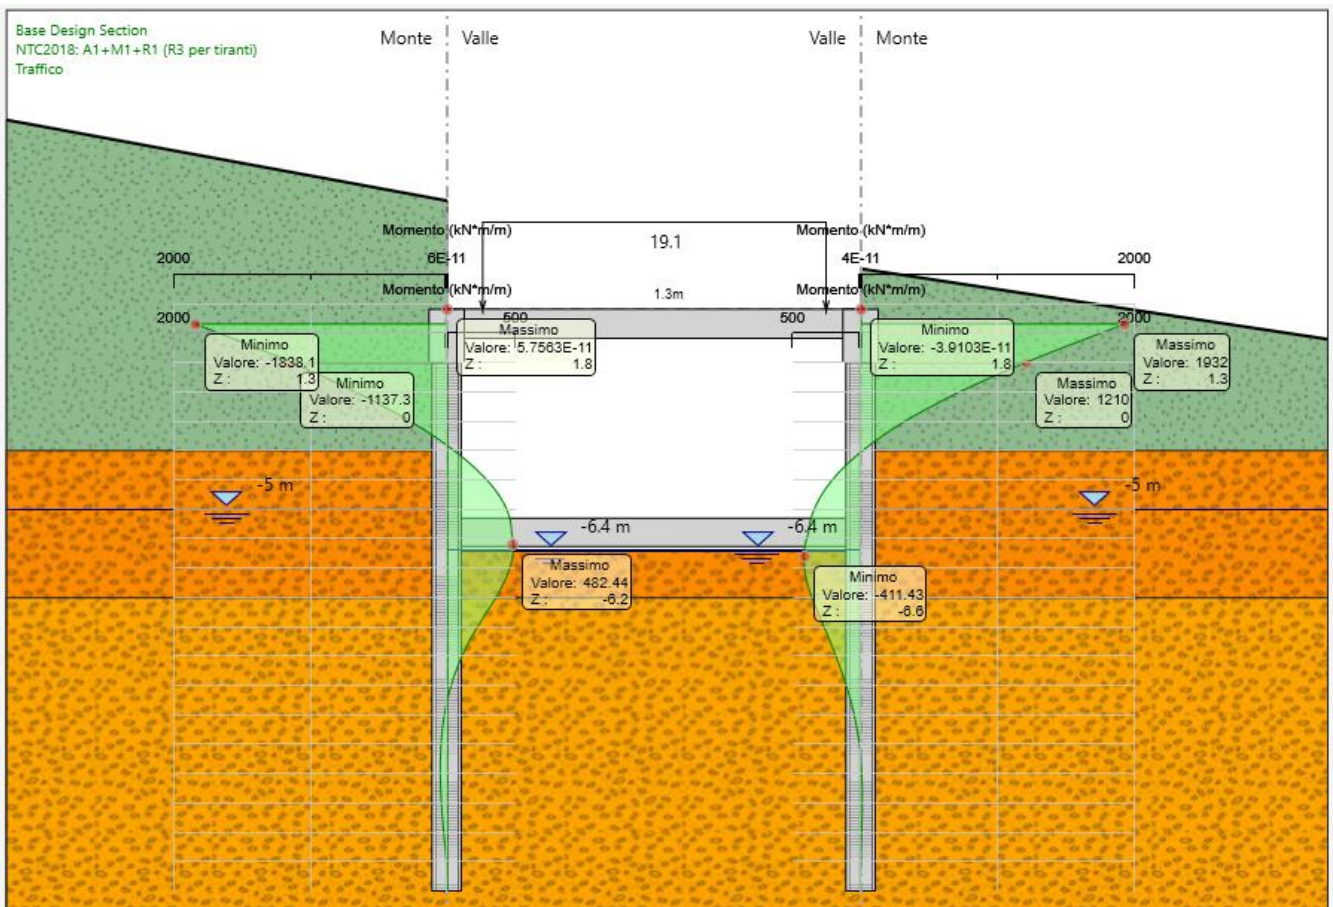 Base Design Section
NTC2018: A1+M1+R1 (R3 per tiranti)
Traffico
Monte
Valle
Valle
Monte
Momento (kN*m/m)
19.1
Momento (kN*m/m)
2000
6E-11
4E-11
2000
Momento (kN*m/m)
1.3m
Momento (kN*m/m)
2000
500
500
2000
Minimo
Valore: -1838.1
Z : 1.3
Minimo
Valore: -1137.3
Z : 0
Massimo
Valore: 5.7563E-11
Z : 1.8
Minimo
Valore: -3.9103E-11
Z : 1.8
Massimo
Valore: 1932
Z : 1.3
Massimo
Valore: 1210
Z : 0
-5 m
-5 m
-6.4 m
-6.4 m
Massimo
Valore: 482.44
Z : -6.2
Minimo
Valore: -411.43
Z : -6.6